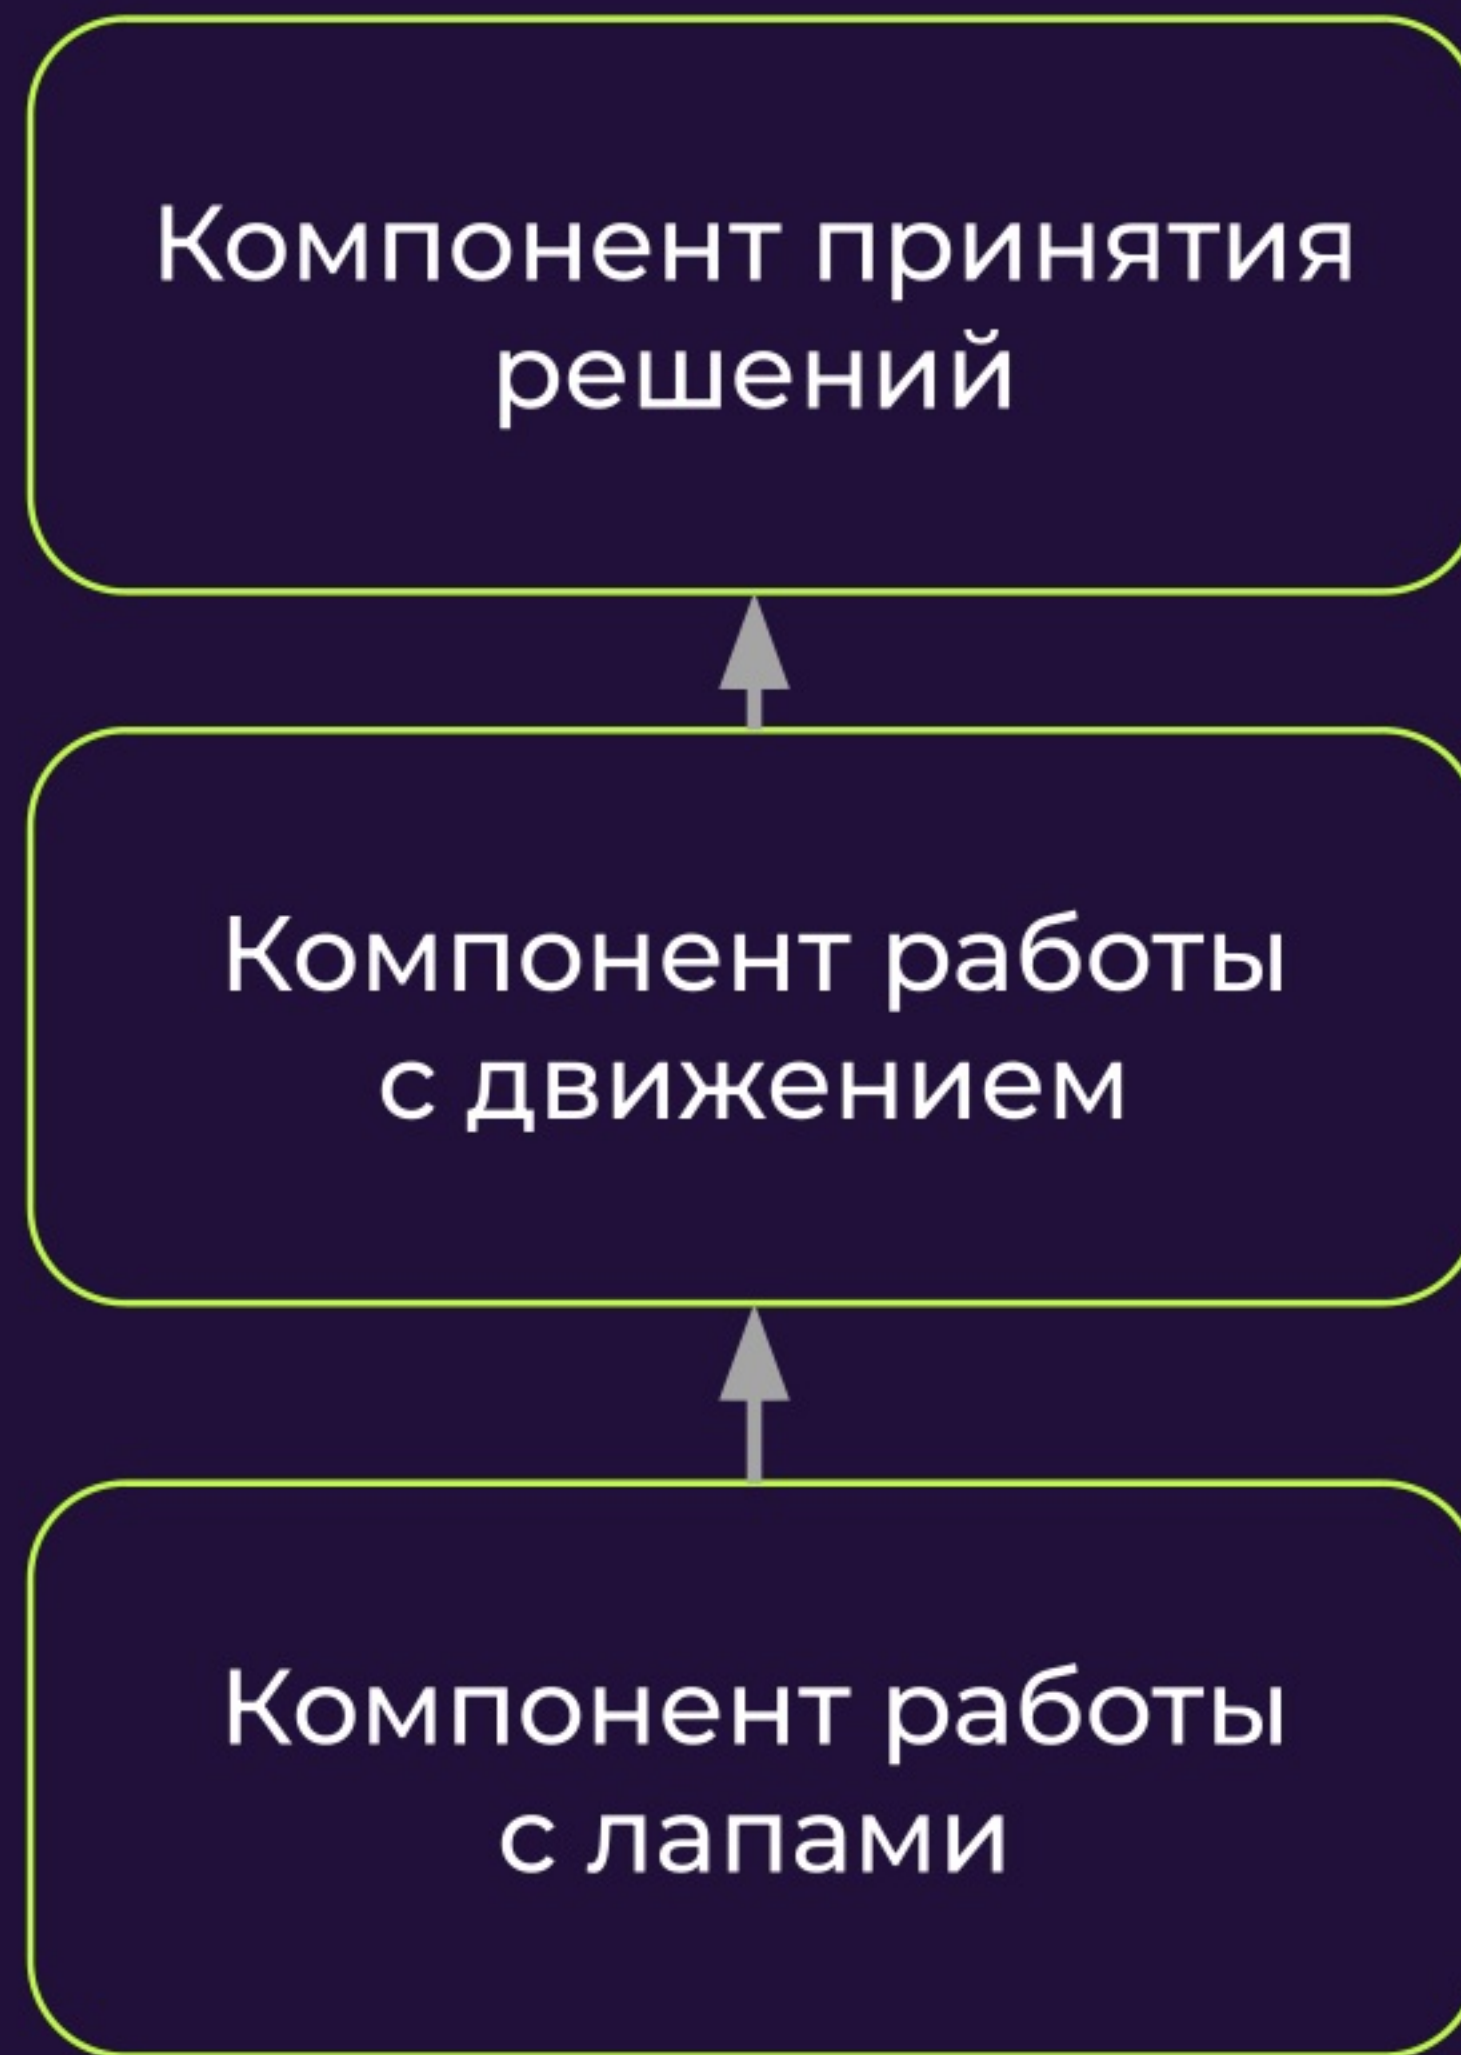 Компонент принятия
решений
Компонент работы
с движением
Компонент работы
с лапами